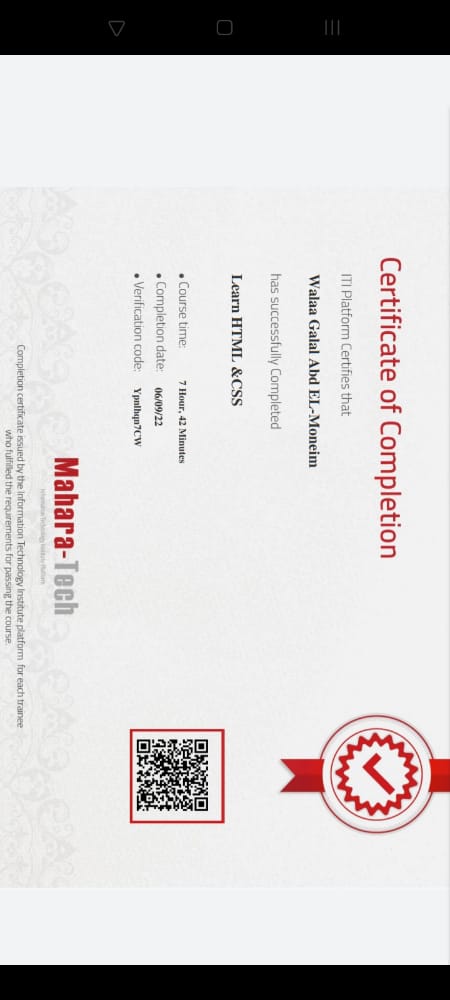 Certificate of Completion
ITI Platform Certifies that
Walaa Galal Abd EL-Moneim
has successfully Completed
Learn HTML &CSS
• Course time: 7 Hour, 42 Minutes
• Completion date: 06/09/22
• Verification code: Ypnlhqn7CW
Mahara-Tech
Information Technology Institute Platform
Completion certificate issued by the Information Technology Institute platform for each trainee
who fulfilled the requirements for passing the course.